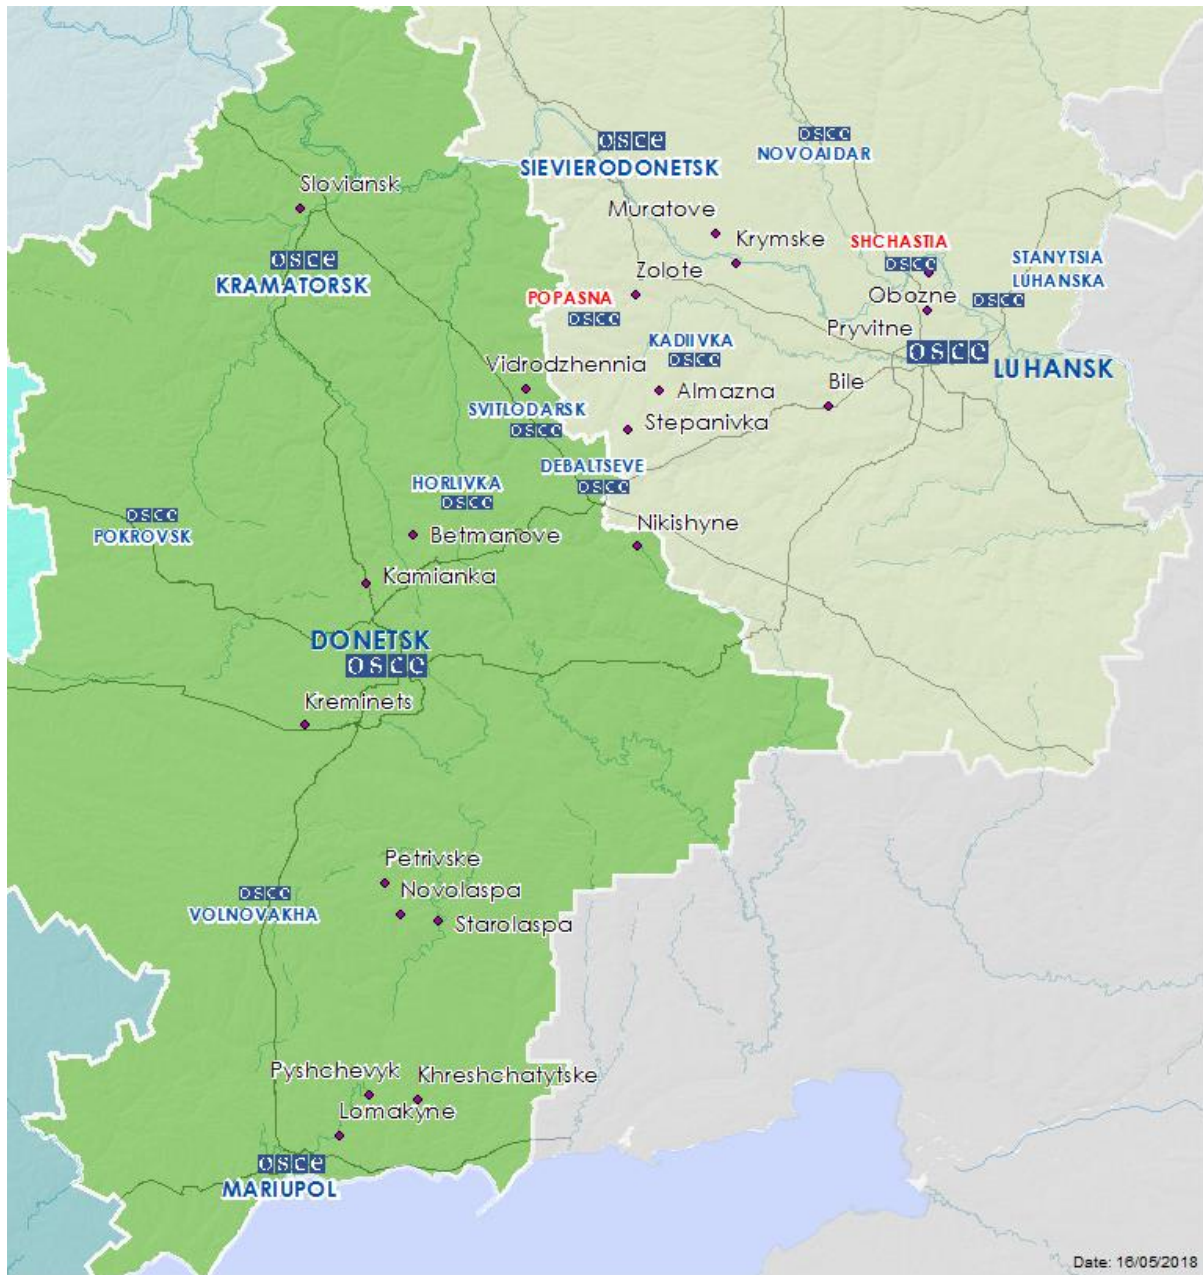 osce
SIEVIERODONETSK
osce
NOVOAIDAR
Sloviansk
Muratove
Krymske
SHCHASTIA
osce
STANYTSIA
LUHANSKA
osce
osce
KRAMATORSK
Zolote
POPASNA
osce
Obozne
Pryvitne
KADIIVKA
osce
osce
LUHANSK
Vidrodzhennia
Almazna
Bile
SVITLODARSK
osce
Stepanivka
DEBALTSEVE
osce
HORLIVKA
osce
osce
POKROVSK
Betmanove
Nikishyne
Kamianka
DONETSK
osce
Kreminets
Petrivske
Novolaspa
osce
VOLNOVAKHA
Starolaspa
Pyshchevyk
Khreshchatytske
Lomakyne
osce
MARIUPOL
Date: 16/05/2018